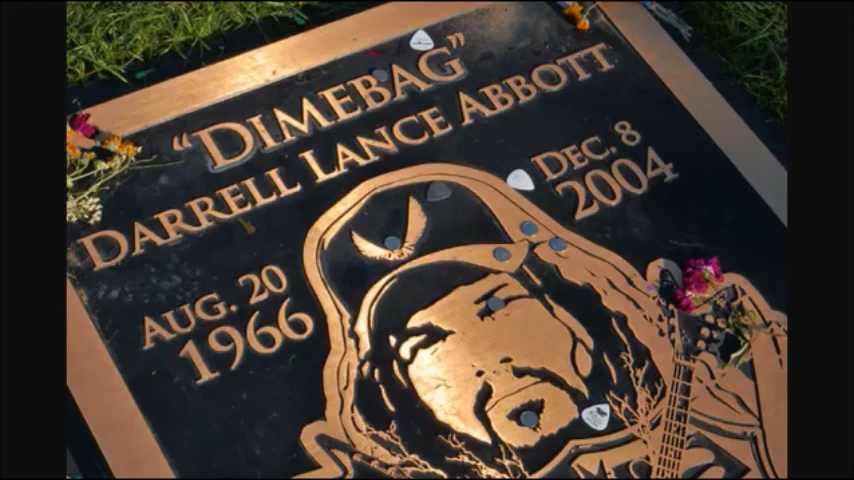 “DIMEBAG”
DARRELL LANCE ABBOTT
AUG. 20
1966
DEC. 8
2004